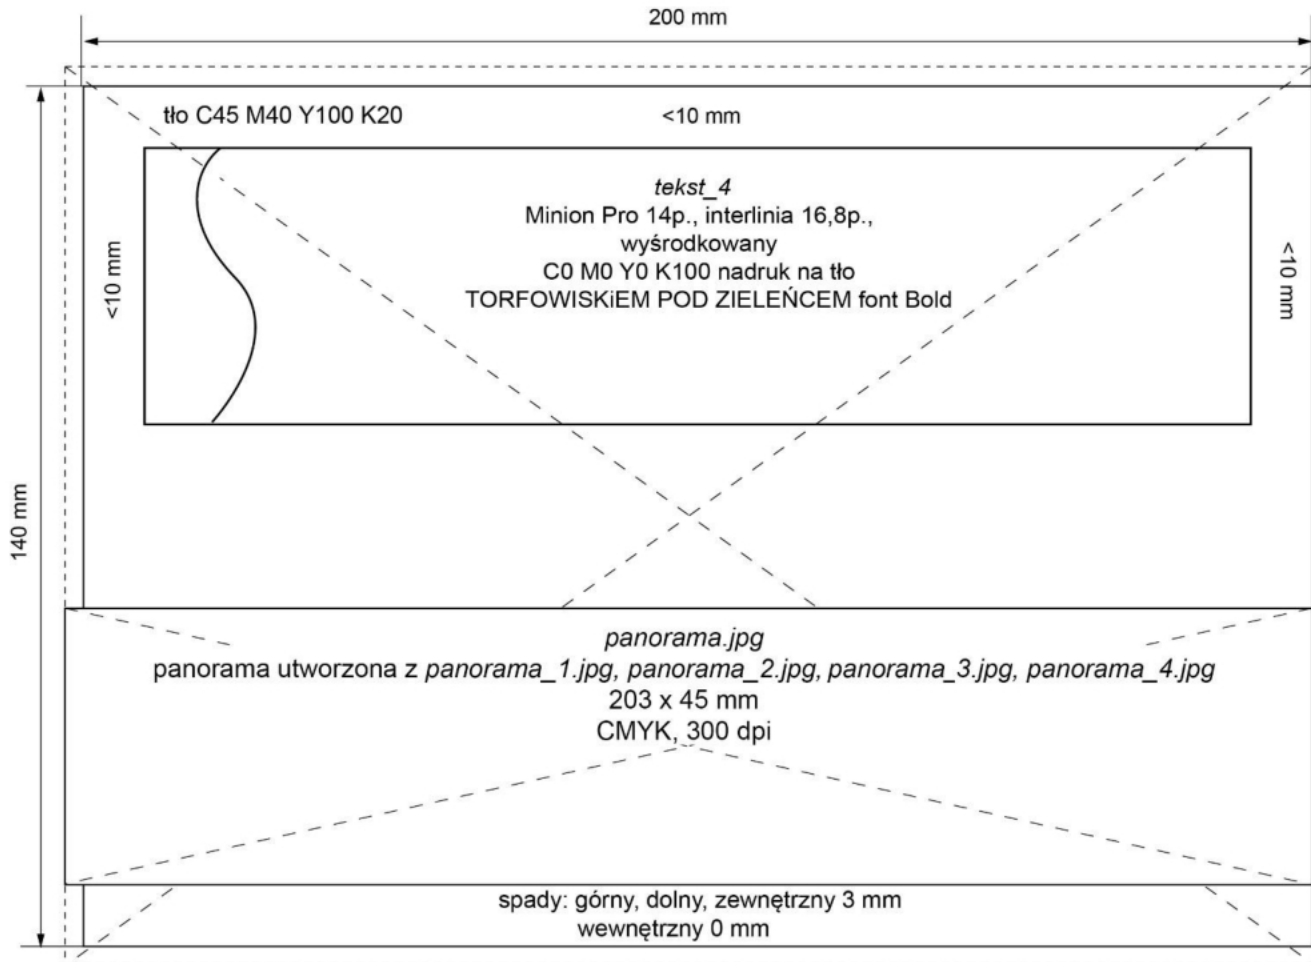 200 mm
tło C45 M40 Y100 K20
<10 mm
tekst_4
Minion Pro 14p., interlinia 16,8p.,
wyśrodkowany
C0 M0 Y0 K100 nadruk na tło
TORFOWISKiEM POD ZIELEŃCEM font Bold
<10 mm
<10 mm
140 mm
panorama.jpg
panorama utworzona z panorama_1.jpg, panorama_2.jpg, panorama_3.jpg, panorama_4.jpg
203 x 45 mm
CMYK, 300 dpi
spady: górny, dolny, zewnętrzny 3 mm
wewnętrzny 0 mm